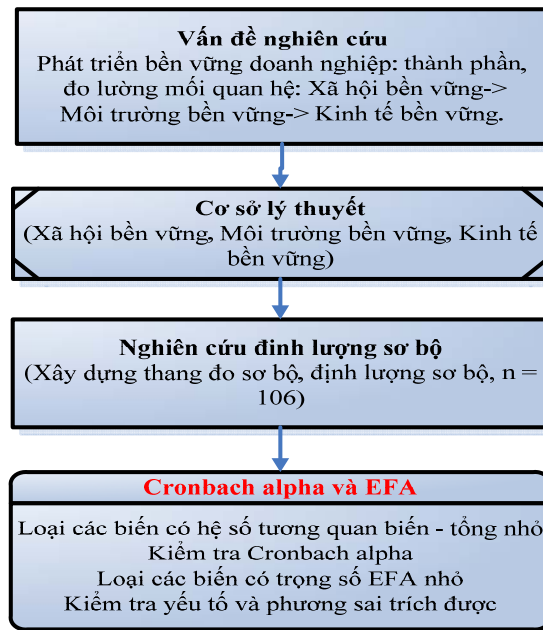 Vấn đề nghiên cứu
Phát triển bền vững doanh nghiệp: thành phần,
đo lường mối quan hệ: Xã hội bền vững->
Môi trường bền vững-> Kinh tế bền vững.
Cơ sở lý thuyết
(Xã hội bền vững, Môi trường bền vững, Kinh tế
bền vững)
Nghiên cứu đinh lượng sơ bộ
(Xây dựng thang đo sơ bộ, định lượng sơ bộ, n =
106)
Cronbach alpha và EFA
Loại các biến có hệ số tương quan biến - tổng nhỏ
Kiểm tra Cronbach alpha
Loại các biến có trọng số EFA nhỏ
Kiểm tra yếu tố và phương sai trích được